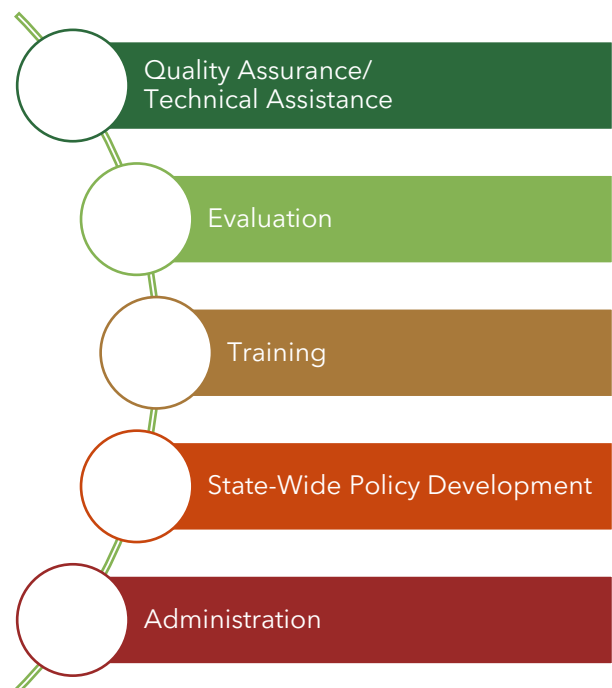 Quality Assurance/
Technical Assistance
Evaluation
Training
State-Wide Policy Development
Administration